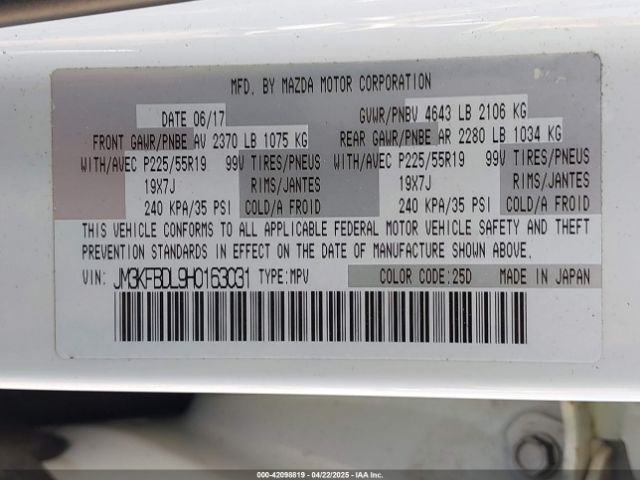 MFD. BY MAZDA MOTOR CORPORATION
DATE 06/17 GVWR/PNBV 4643 LB 2106 KG
FRONT GAWR/PNBE AV 2370 LB 1075 KG REAR GAWR/PNBE AR 2280 LB 1034 KG
WITH/AVEC P225/55R19 99V TIRES/PNEUS WITH/AVEC P225/55R19 99V TIRES/PNEUS
19X7J RIMS/JANTES 19X7J RIMS/JANTES
240 KPA/35 PSI COLD/A FROID 240 KPA/35 PSI COLD/A FROID
THIS VEHICLE CONFORMS TO ALL APPLICABLE FEDERAL MOTOR VEHICLE SAFETY AND THEFT
PREVENTION STANDARDS IN EFFECT ON THE DATE OF MANUFACTURE SHOWN ABOVE.
VIN: JM3KFBDL9H0163031 TYPE:MPV COLOR CODE:25D MADE IN JAPAN
000-42098819 - 04/22/2025 - IAAI.COM